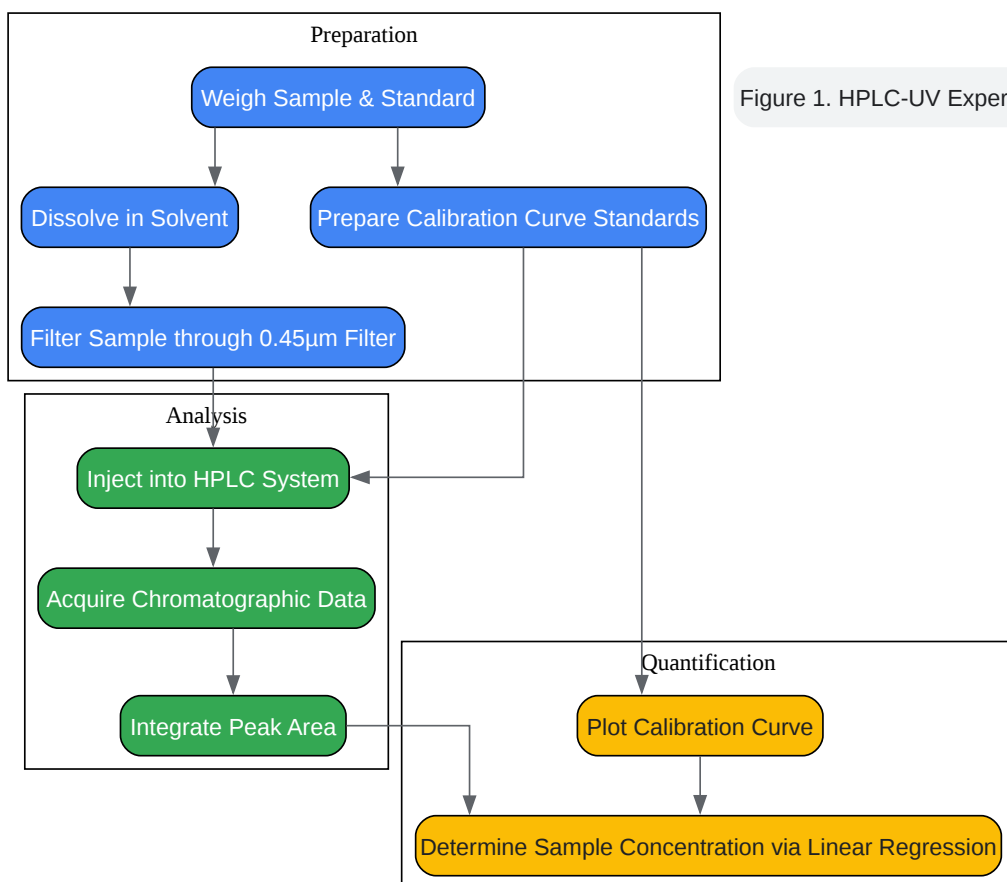 Preparation
Weigh Sample & Standard
Figure 1. HPLC-UV
Dissolve in Solvent
Prepare Calibration Curve Standards
Filter Sample through 0.45µm Filter
Analysis
Inject into HPLC System
Acquire Chromatographic Data
Integrate Peak Area
Quantification
Plot Calibration Curve
Determine Sample Concentration via Linear Regression